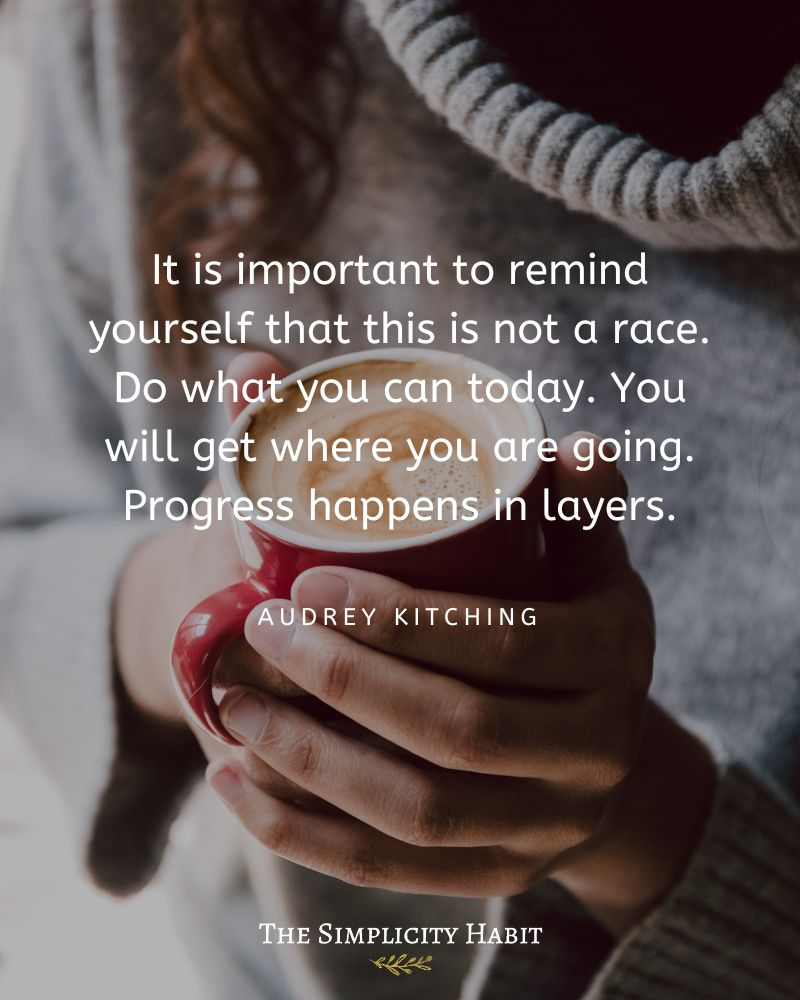 It is important to remind
yourself that this is not a race.
Do what you can today. You
will get where you are going.
Progress happens in layers.
AUDREY KITCHING
THE SIMPLICITY HABIT